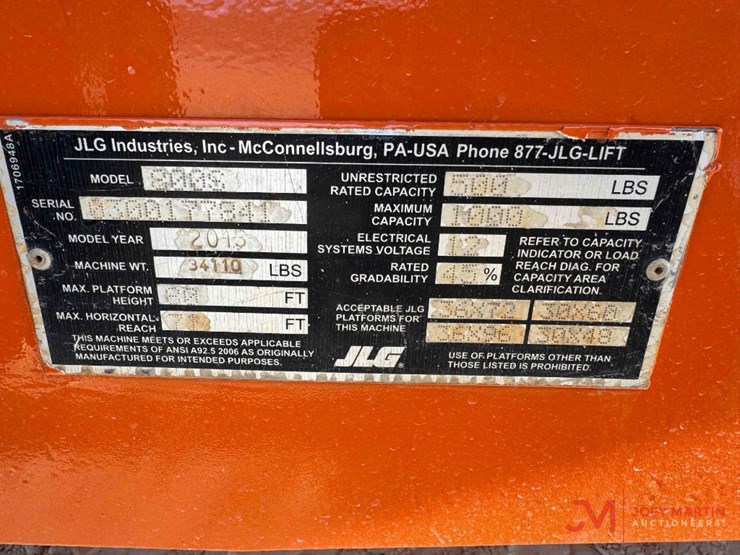 1706948A
JLG Industries, Inc - McConnellsburg, PA-USA Phone 877-JLG-LIFT
MODEL 800S
SERIAL NO.
MODEL YEAR 2013
MACHINE WT. 34110 LBS
MAX. PLATFORM HEIGHT 80 FT
MAX. HORIZONTAL REACH FT
THIS MACHINE MEETS OR EXCEEDS APPLICABLE
REQUIREMENTS OF ANSI A92.5 2006 AS ORIGINALLY
MANUFACTURED FOR INTENDED PURPOSES.
UNRESTRICTED RATED CAPACITY 500 LBS
MAXIMUM CAPACITY 1000 LBS
ELECTRICAL SYSTEMS VOLTAGE 12
RATED GRADABILITY 45 %
REFER TO CAPACITY
INDICATOR OR LOAD
REACH DIAG. FOR
CAPACITY AREA
CLARIFICATION.
ACCEPTABLE JLG
PLATFORMS FOR
THIS MACHINE
36X72 30X60
36X96 30X48
JLG®
USE OF PLATFORMS OTHER THAN
THOSE LISTED IS PROHIBITED.
JM JOEY MARTIN
AUCTIONEERS